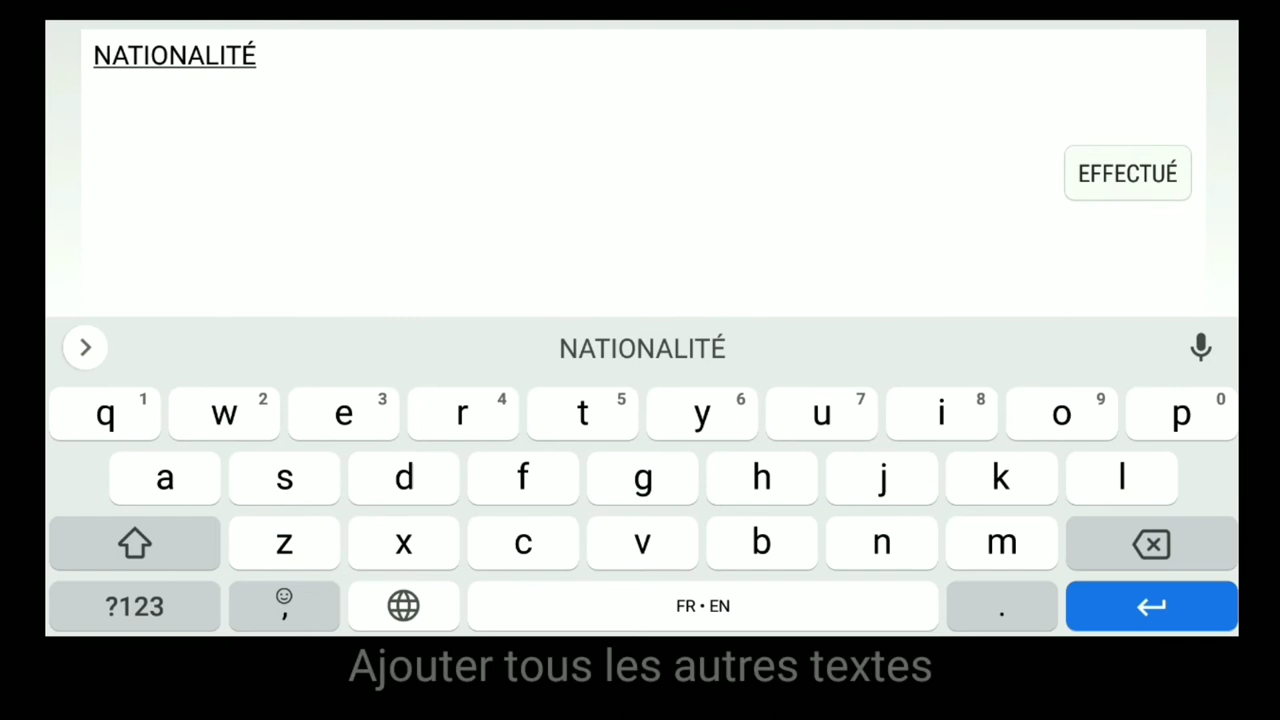 NATIONALITÉ
EFFECTUÉ
NATIONALITÉ
q 1 w 2 e 3 r 4 t 5 y 6 u 7 i 8 o 9 p 0
a s d f g h j k l
z x c v b n m
?123 , FR • EN .
Ajouter tous les autres textes